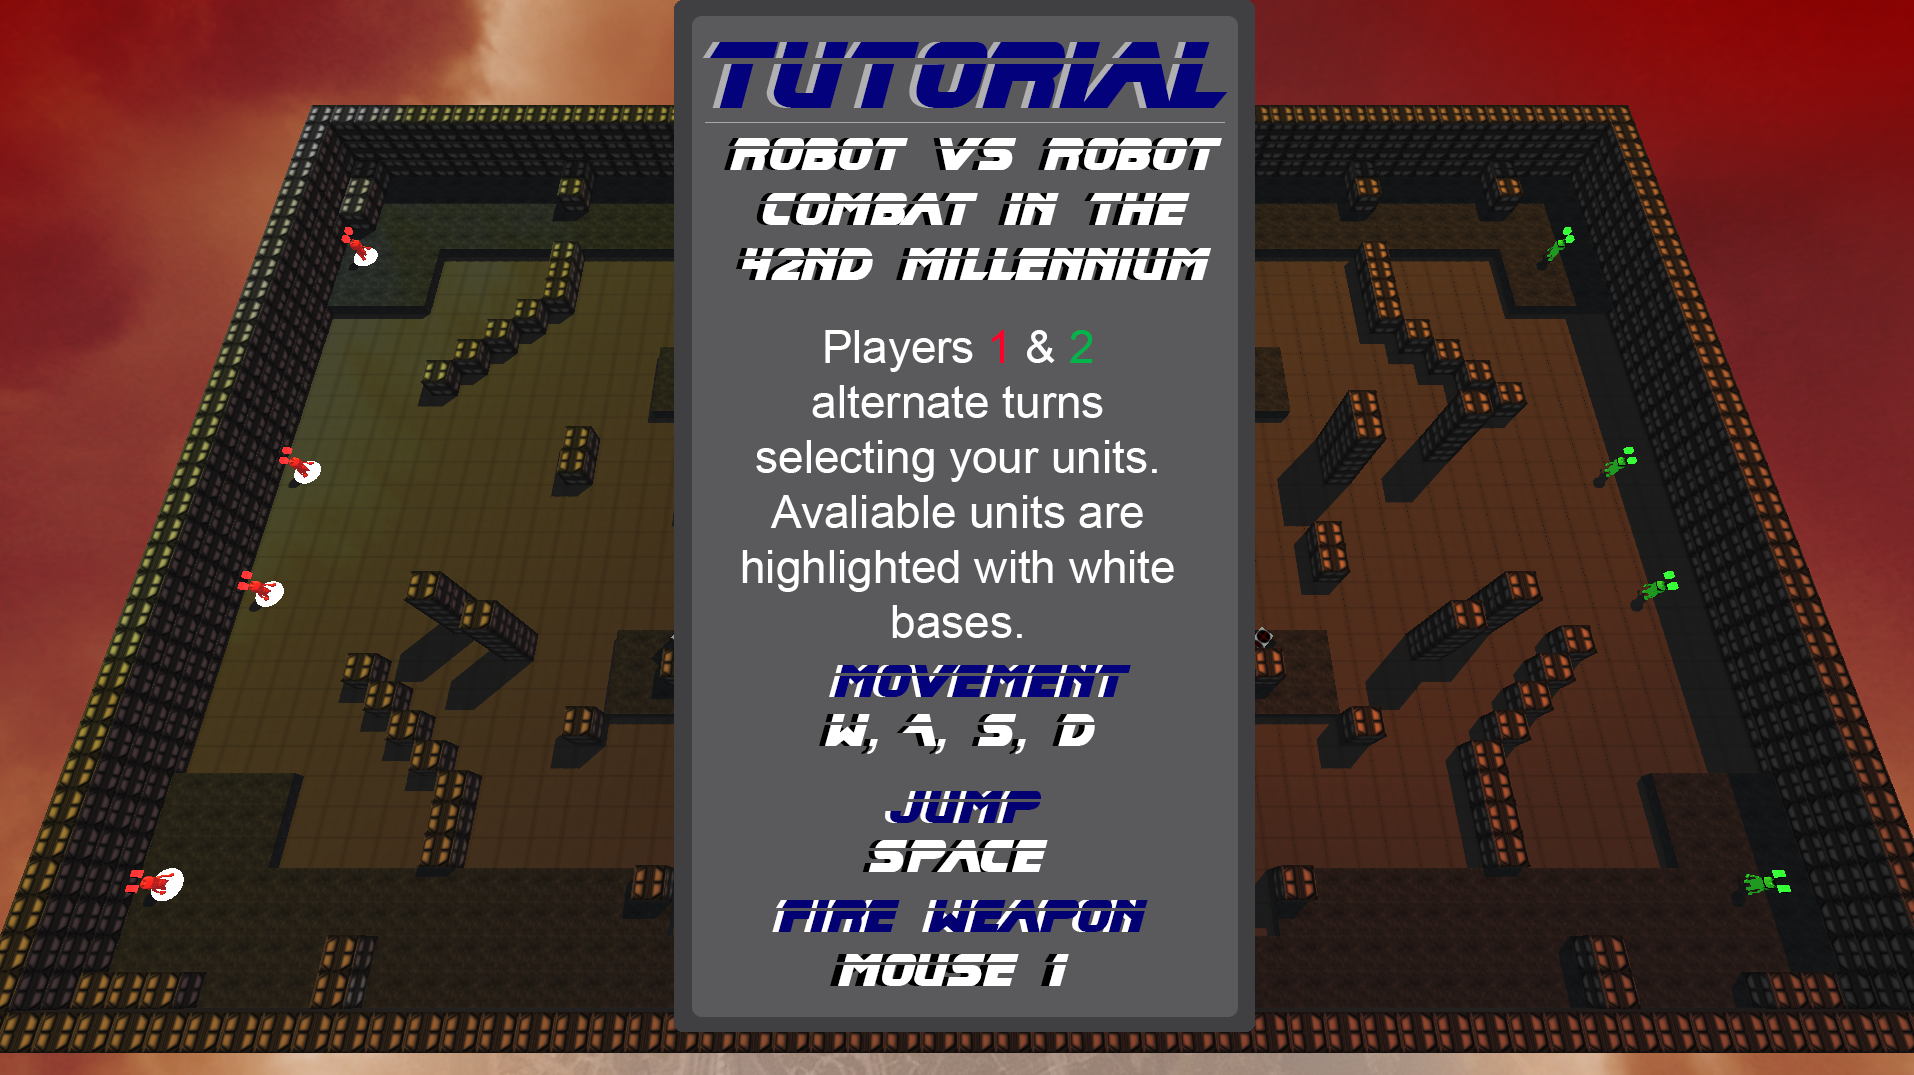 TUTORIAL
ROBOT VS ROBOT
COMBAT IN THE
42ND MILLENNIUM
Players 1 & 2
alternate turns
selecting your units.
Avaliable units are
highlighted with white
bases.
MOVEMENT
W, A, S, D
JUMP
SPACE
FIRE WEAPON
MOUSE 1